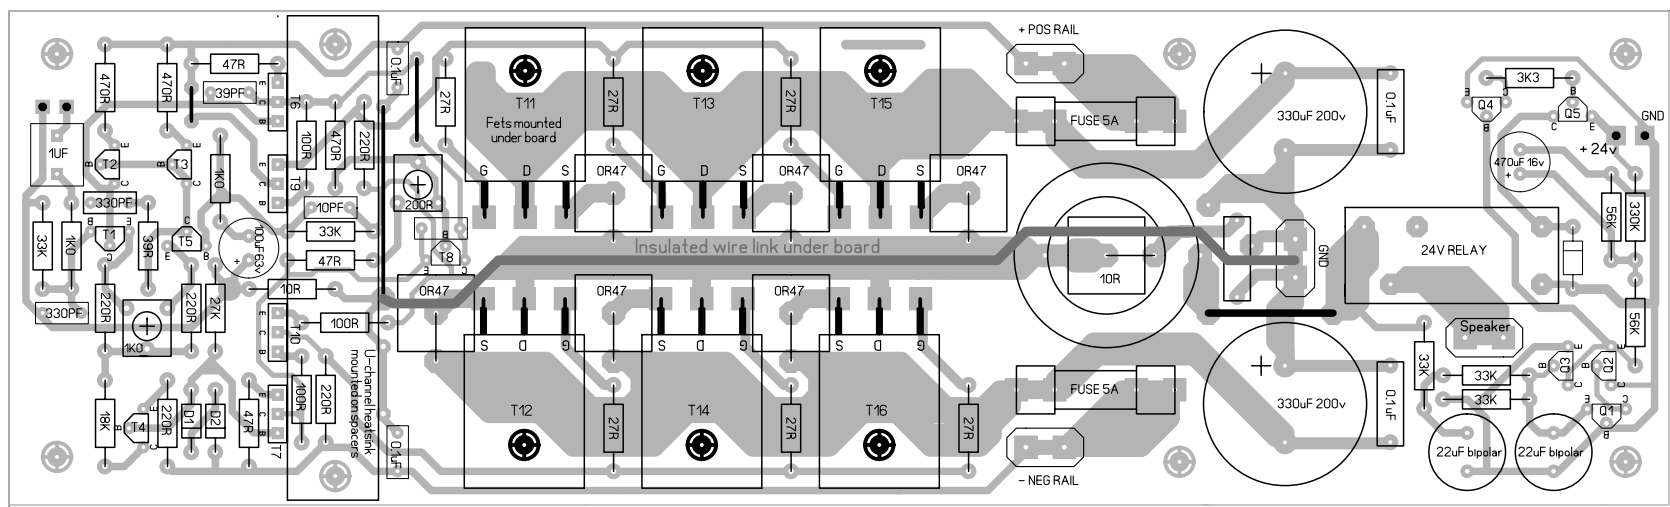 470R
470R
47R
39PF
E
C
B
T6
1UF
B
T2
E
C
T3
E
B
C
1K0
E
C
B
T9
100R
470R
220R
0.1uF
27R
200R
10PF
33K
47R
10R
100R
330PF
33K
1K0
B
T1
E
C
39R
C
T5
B
E
100uF 63v
+
330PF
220R
1K0
220R
27K
E
C
B
T10
18K
B
T4
E
C
220R
D1
D2
47R
E
C
B
T7
100R
220R
U-channel heatsink
mounted on spacers
0.1uF
B
T8
E
C
T11
Fets mounted
under board
27R
T13
27R
T15
G D S
0R47
G D S
0R47
G D S
0R47
Insulated wire link under board
0R47
S D G
0R47
S D G
0R47
S D G
T12
27R
T14
27R
T16
27R
+ POS RAIL
FUSE 5A
10R
FUSE 5A
- NEG RAIL
+
330uF 200v
0.1uF
GND
+
330uF 200v
0.1uF
3K3
E
Q4
C
B
B
Q5
C
E
GND
+ 24v
470uF 16v
+
56K
330K
24V RELAY
56K
Speaker
33K
33K
33K
E
B
Q3
C
E
B
Q2
C
E
Q1
C
B
22uF bipolar
22uF bipolar